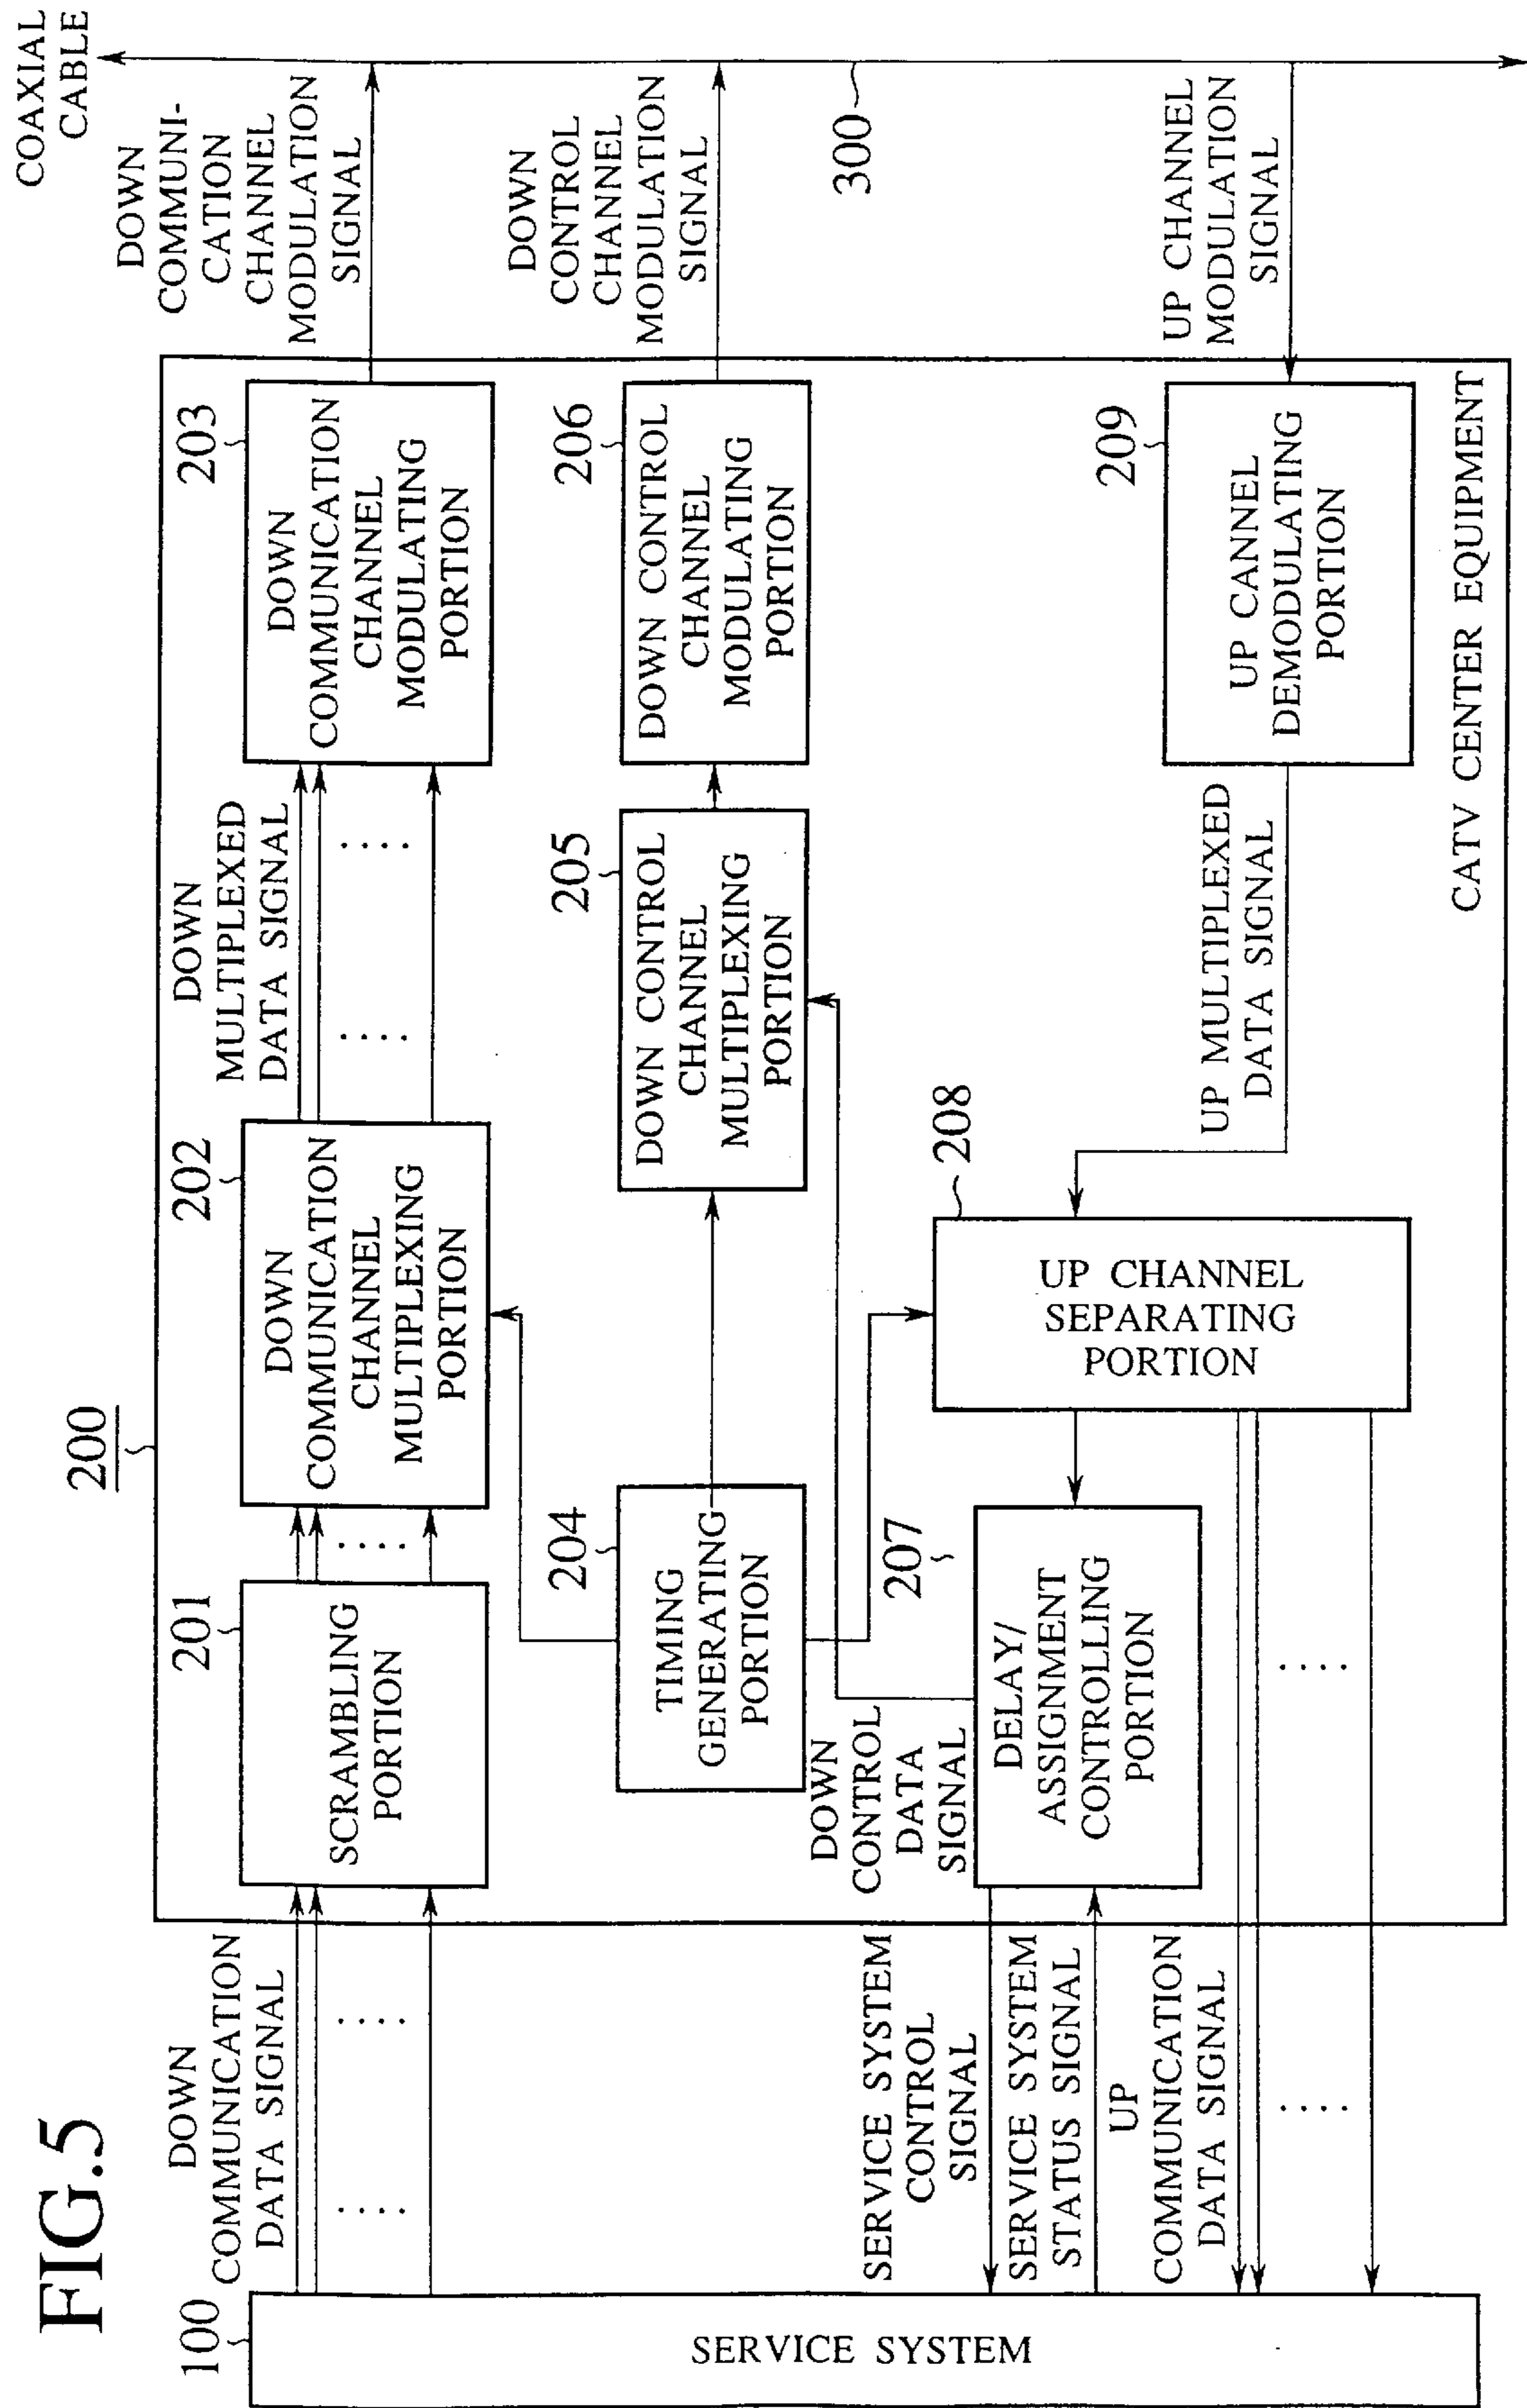 FIG.5
100
SERVICE SYSTEM
DOWN
COMMUNICATION
DATA SIGNAL
SERVICE SYSTEM
CONTROL
SIGNAL
SERVICE SYSTEM
STATUS SIGNAL
UP
COMMUNICATION
DATA SIGNAL
200
201
SCRAMBLING
PORTION
202
DOWN
COMMUNICATION
CHANNEL
MULTIPLEXING
PORTION
DOWN
MULTIPLEXED
DATA SIGNAL
203
DOWN
COMMUNICATION
CHANNEL
MODULATING
PORTION
204
TIMING
GENERATING
PORTION
205
DOWN CONTROL
CHANNEL
MULTIPLEXING
PORTION
206
DOWN CONTROL
CHANNEL
MODULATING
PORTION
DOWN
CONTROL
DATA
SIGNAL
207
DELAY/
ASSIGNMENT
CONTROLLING
PORTION
208
UP CHANNEL
SEPARATING
PORTION
UP MULTIPLEXED
DATA SIGNAL
209
UP CANNEL
DEMODULATING
PORTION
CATV CENTER EQUIPMENT
COAXIAL
CABLE
DOWN
COMMUNI-
CATION
CHANNEL
MODULATION
SIGNAL
DOWN
CONTROL
CHANNEL
MODULATION
SIGNAL
300
UP CHANNEL
MODULATION
SIGNAL